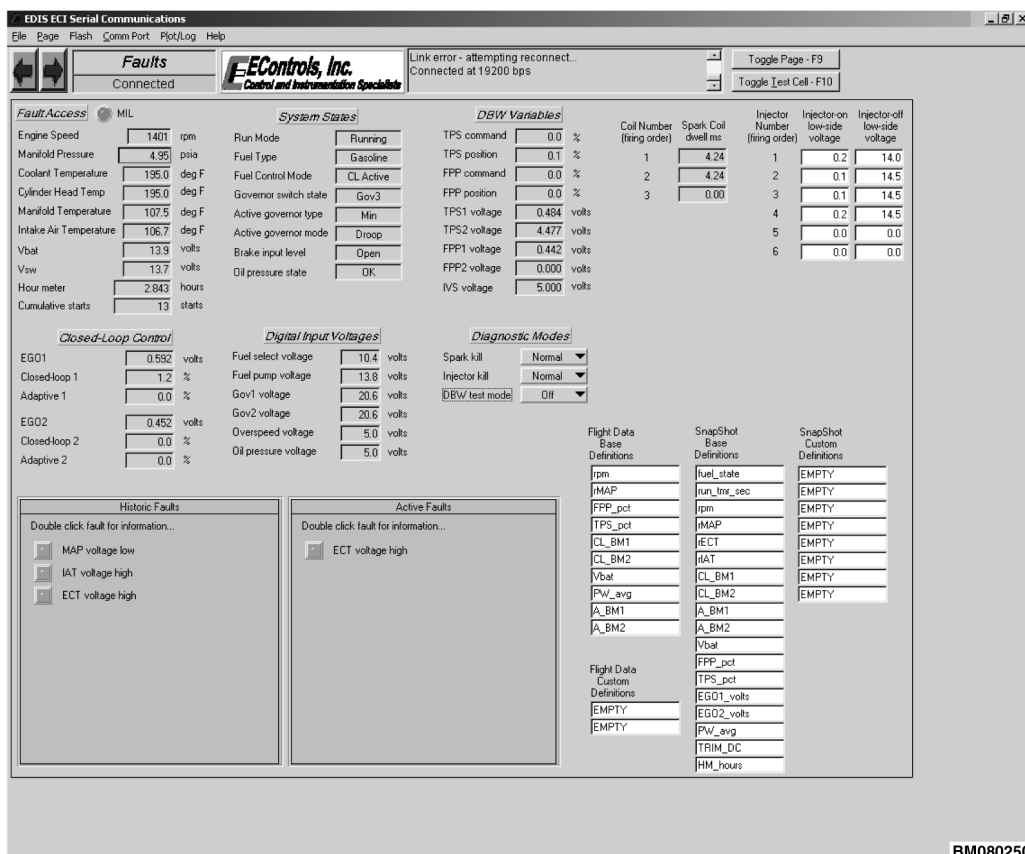 EDIS ECI Serial Communications
File Page Flash Comm Port Plot/Log Help
Faults
Connected
EControls, Inc.
Control and Instrumentation Specialists
Link error - attempting reconnect...
Connected at 19200 bps
Toggle Page - F9
Toggle Test Cell - F10
Fault Access MIL
Engine Speed 1401 rpm
Manifold Pressure 4.95 psia
Coolant Temperature 195.0 deg F
Cylinder Head Temp 195.0 deg F
Manifold Temperature 107.5 deg F
Intake Air Temperature 106.7 deg F
Vbat 13.9 volts
Vsw 13.7 volts
Hour meter 2.843 hours
Cumulative starts 13 starts
System States
Run Mode Running
Fuel Type Gasoline
Fuel Control Mode CL Active
Governor switch state Gov3
Active governor type Min
Active governor mode Droop
Brake input level Open
Oil pressure state OK
DBW Variables
TPS command 0.0 %
TPS position 0.1 %
FPP command 0.0 %
FPP position 0.0 %
TPS1 voltage 0.484 volts
TPS2 voltage 4.477 volts
FPP1 voltage 0.442 volts
FPP2 voltage 0.000 volts
IVS voltage 5.000 volts
Coil Number Spark Coil
(firing order) dwell ms
1 4.24
2 4.24
3 0.00
Injector Injector-on Injector-off
Number low-side low-side
(firing order) voltage voltage
1 0.2 14.0
2 0.1 14.5
3 0.1 14.5
4 0.2 14.5
5 0.0 0.0
6 0.0 0.0
Closed-Loop Control
EGO1 0.592 volts
Closed-loop 1 1.2 %
Adaptive 1 0.0 %
EGO2 0.452 volts
Closed-loop 2 0.0 %
Adaptive 2 0.0 %
Digital Input Voltages
Fuel select voltage 10.4 volts
Fuel pump voltage 13.8 volts
Gov1 voltage 20.6 volts
Gov2 voltage 20.6 volts
Overspeed voltage 5.0 volts
Oil pressure voltage 5.0 volts
Diagnostic Modes
Spark kill Normal
Injector kill Normal
DBW test mode Off
Historic Faults
Double click fault for information...
MAP voltage low
IAT voltage high
ECT voltage high
Active Faults
Double click fault for information...
ECT voltage high
Flight Data
Base
Definitions
rpm
rMAP
FPP_pct
TPS_pct
CL_BM1
CL_BM2
Vbat
PW_avg
A_BM1
A_BM2
Flight Data
Custom
Definitions
EMPTY
EMPTY
SnapShot
Base
Definitions
fuel_state
run_tmr_sec
rpm
rMAP
rECT
rIAT
CL_BM1
CL_BM2
A_BM1
A_BM2
Vbat
FPP_pct
TPS_pct
EGO1_volts
EGO2_volts
PW_avg
TRIM_DC
HM_hours
SnapShot
Custom
Definitions
EMPTY
EMPTY
EMPTY
EMPTY
EMPTY
EMPTY
EMPTY
EMPTY
BM080250